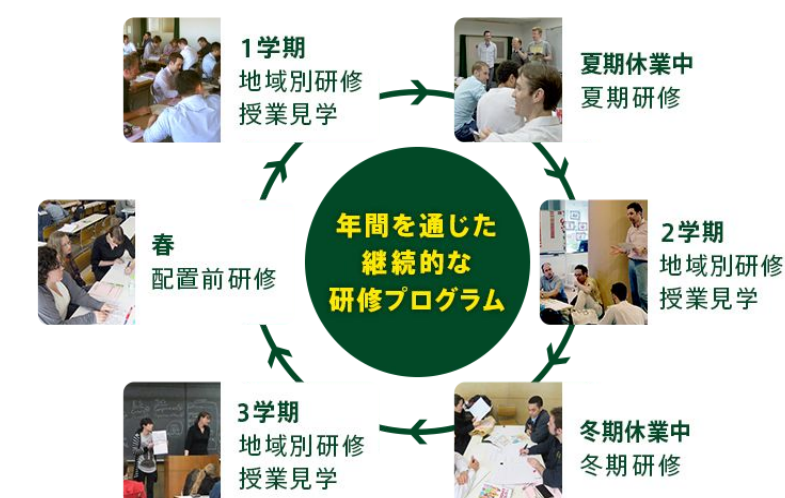 年間を通じた
継続的な
研修プログラム
春
配置前研修
1学期
地域別研修
授業見学
夏期休業中
夏期研修
2学期
地域別研修
授業見学
冬期休業中
冬期研修
3学期
地域別研修
授業見学